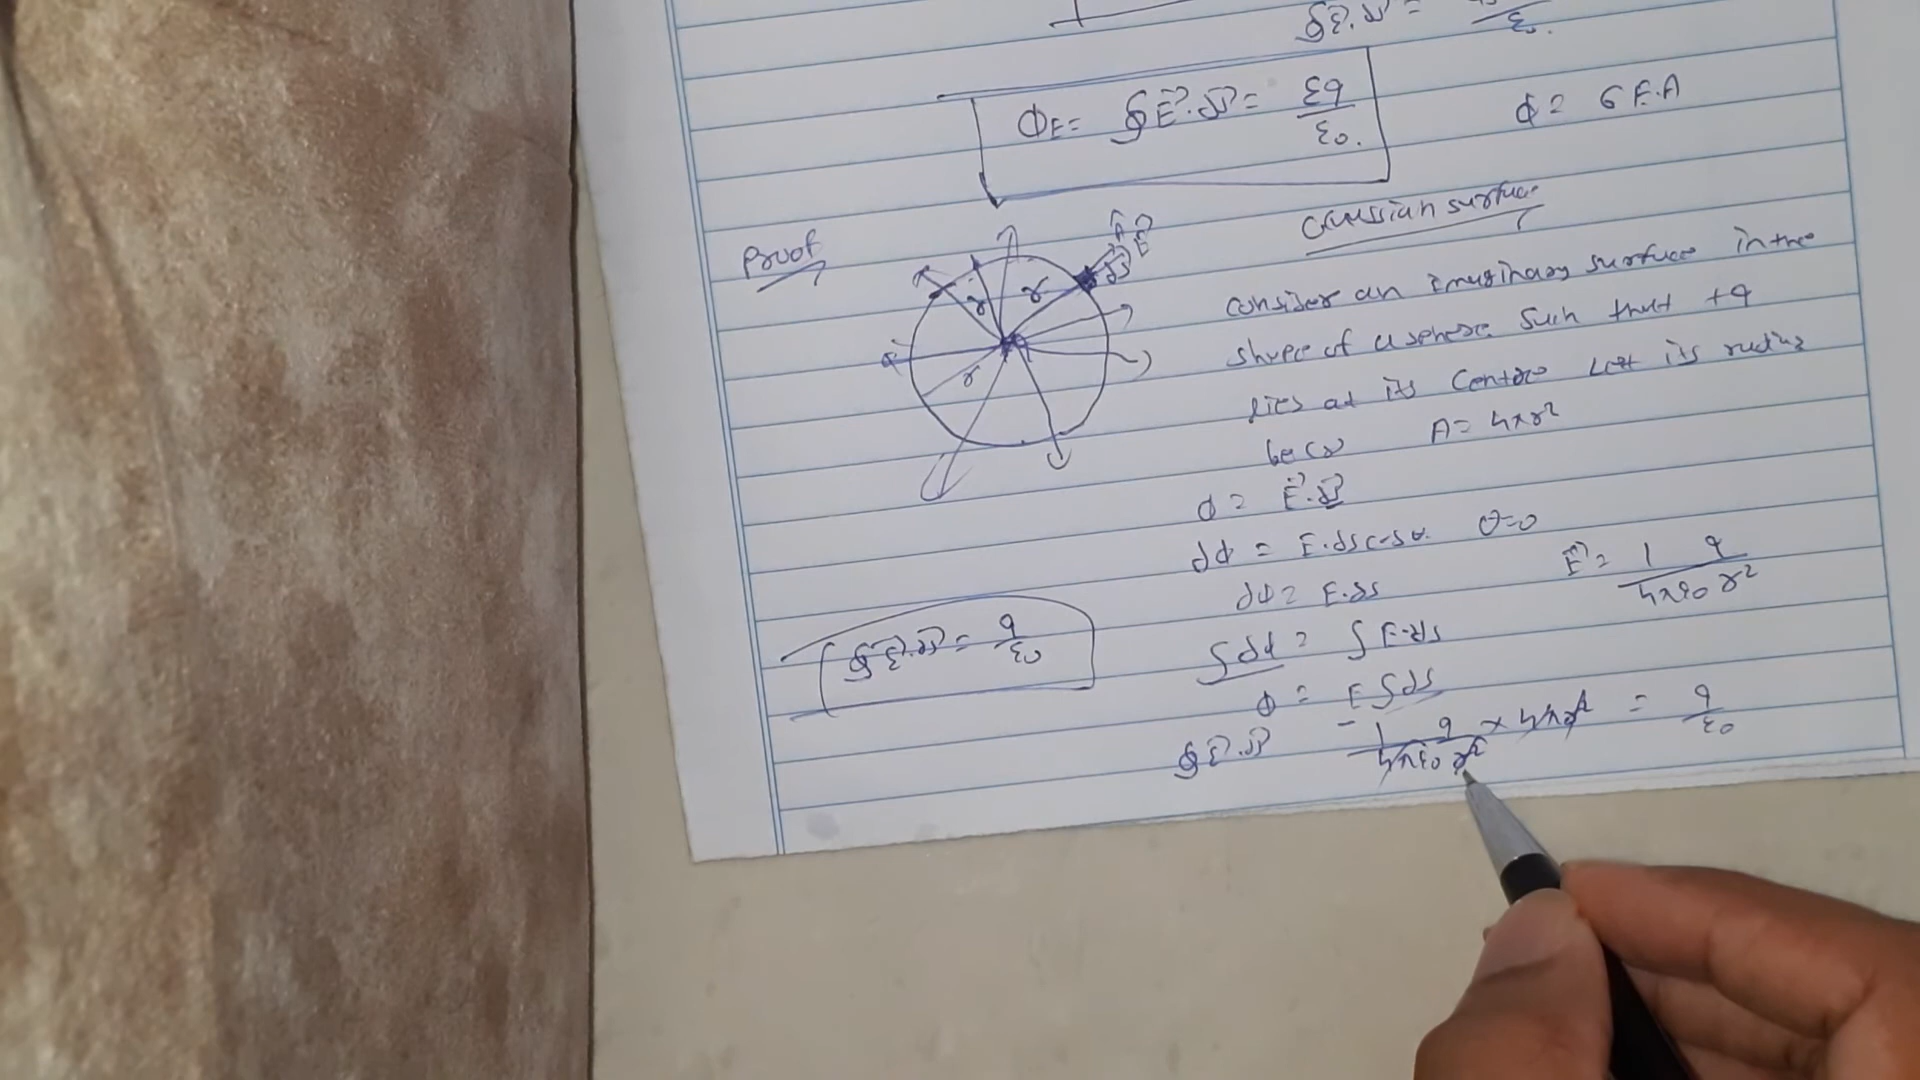 ∮E⃗.dS⃗ = /ε₀.
ϕE = ∮E⃗.dS⃗ = Σq/ε₀.
ϕ = 6 E.A
Proof
Gaussian surface
r r r
n̂ E⃗ dS⃗
Consider an imaginary surface in the
shape of a sphere such that +q
lies at its Centre Let its radius
be (r) A = 4πr²
ϕ = E⃗.dS⃗
dϕ = E.ds cosθ. θ=0
E⃗ = 1/4πε₀ q/r²
dϕ = E.ds
∮E⃗.dS⃗ = q/ε₀
∫dϕ = ∫E.ds
ϕ = E∫ds
∮E⃗.dS⃗ = 1/4πε₀ q/r² × 4πr² = q/ε₀